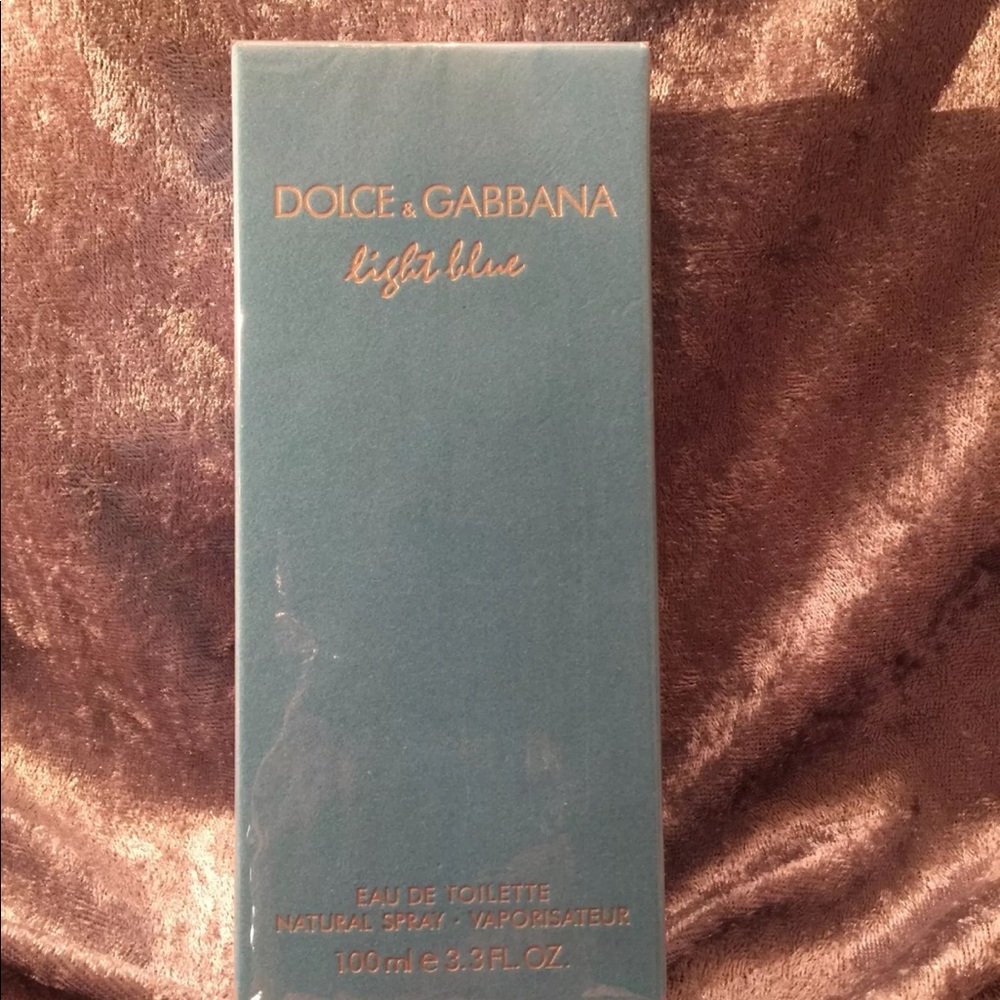 DOLCE & GABBANA
light blue
EAU DE TOILETTE
NATURAL SPRAY · VAPORISATEUR
100 ml e 3.3 FL. OZ.